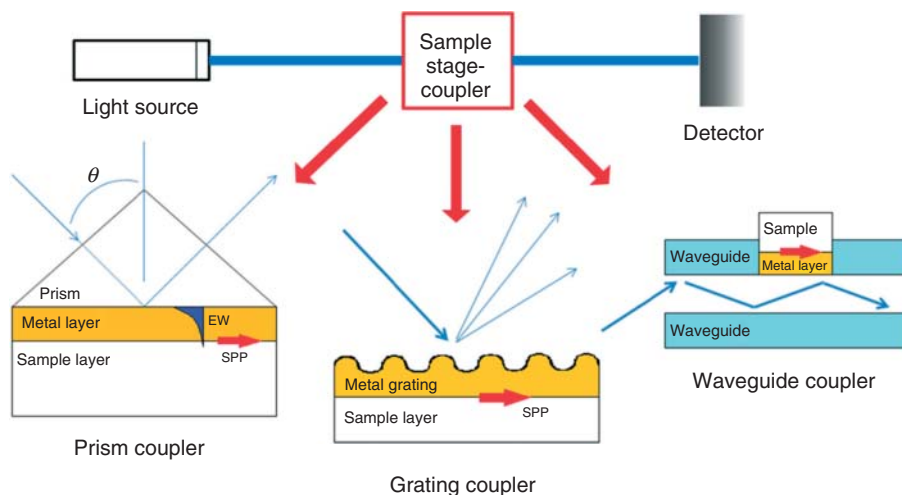 Sample
stage-
coupler
Light source
Detector
θ
Prism
Metal layer
EW
SPP
Sample layer
Prism coupler
Metal grating
Sample layer
SPP
Grating coupler
Sample
Waveguide
Metal layer
Waveguide
Waveguide coupler